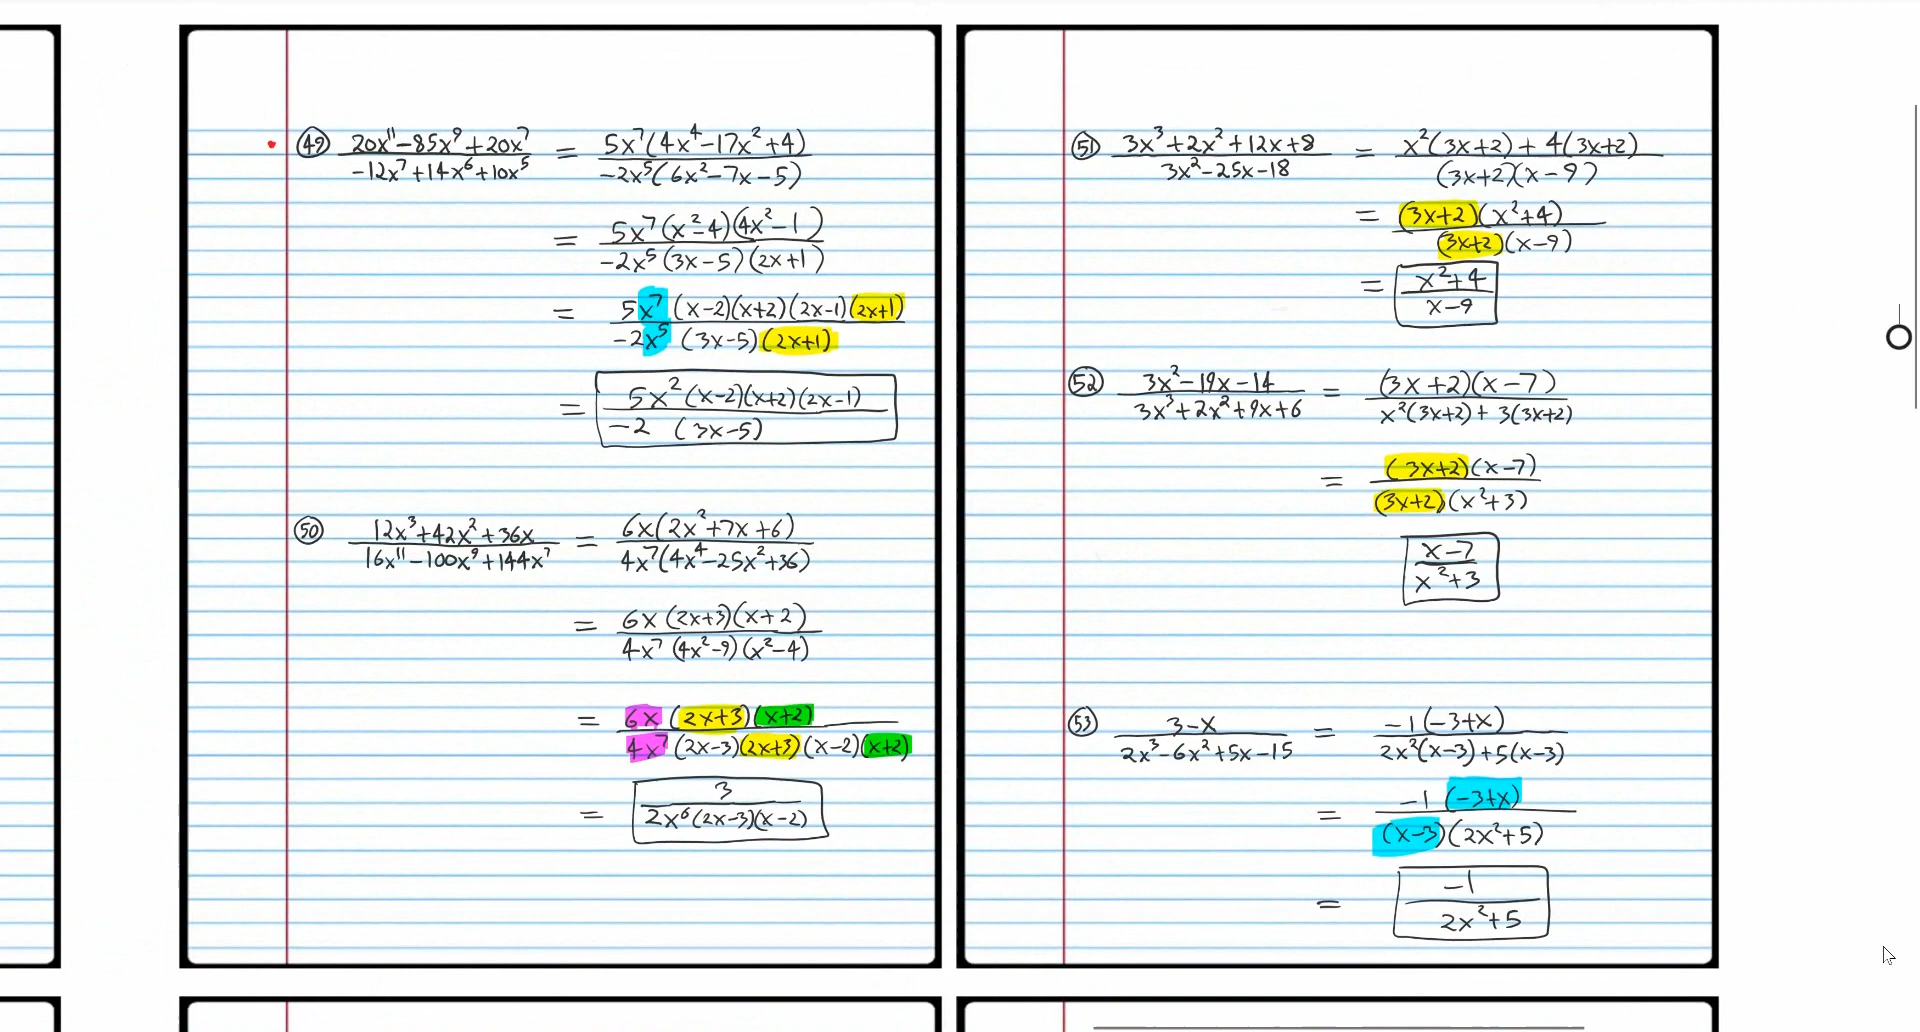 ㊾ (20x¹¹-85x⁹+20x⁷)/(-12x⁷+14x⁶+10x⁵) = 5x⁷(4x⁴-17x²+4)/-2x⁵(6x²-7x-5)
= 5x⁷(x²-4)(4x²-1)/-2x⁵(3x-5)(2x+1)
= 5x⁷(x-2)(x+2)(2x-1)(2x+1)/-2x⁵(3x-5)(2x+1)
= 5x²(x-2)(x+2)(2x-1)/-2(3x-5)
㊿ (12x³+42x²+36x)/(16x¹¹-100x⁹+144x⁷) = 6x(2x²+7x+6)/4x⁷(4x⁴-25x²+36)
= 6x(2x+3)(x+2)/4x⁷(4x²-9)(x²-4)
= 6x(2x+3)(x+2)/4x⁷(2x-3)(2x+3)(x-2)(x+2)
= 3/2x⁶(2x-3)(x-2)
(51) (3x³+2x²+12x+8)/(3x²-25x-18) = x²(3x+2)+4(3x+2)/(3x+2)(x-9)
= (3x+2)(x²+4)/(3x+2)(x-9)
= (x²+4)/(x-9)
(52) (3x²-19x-14)/(3x³+2x²+9x+6) = (3x+2)(x-7)/x²(3x+2)+3(3x+2)
= (3x+2)(x-7)/(3x+2)(x²+3)
(x-7)/(x²+3)
(53) (3-x)/(2x³-6x²+5x-15) = -1(-3+x)/2x²(x-3)+5(x-3)
= -1(-3+x)/(x-3)(2x²+5)
= -1/(2x²+5)